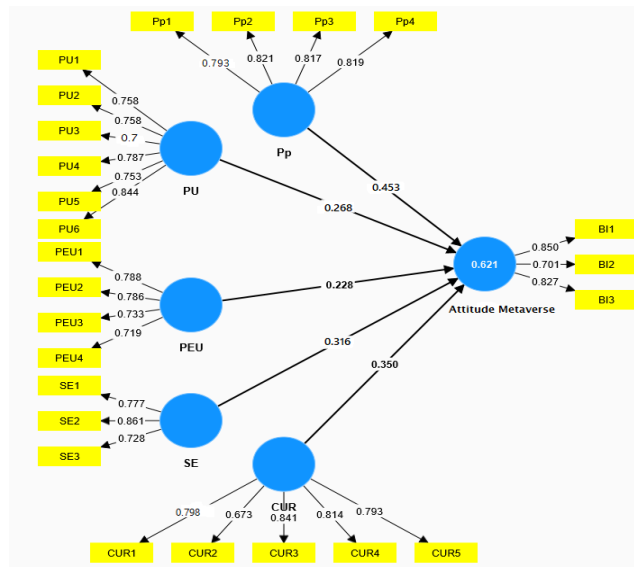 Pp1
Pp2
Pp3
Pp4
0.793
0.821
0.817
0.819
Pp
PU1
PU2
PU3
PU4
PU5
PU6
0.758
0.758
0.7
0.787
0.753
0.844
PU
0.453
0.268
PEU1
PEU2
PEU3
PEU4
0.788
0.786
0.733
0.719
PEU
0.228
0.621
Attitude Metaverse
0.850
0.701
0.827
BI1
BI2
BI3
SE1
SE2
SE3
0.777
0.861
0.728
SE
0.316
0.350
CUR
0.798
0.673
0.841
0.814
0.793
CUR1
CUR2
CUR3
CUR4
CUR5